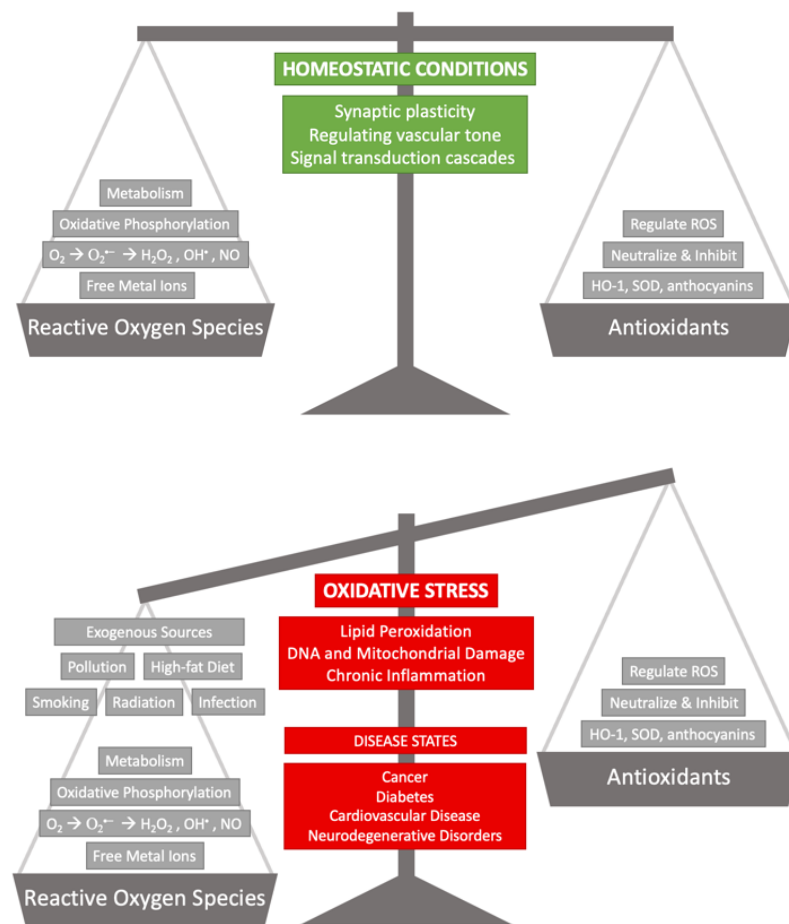 HOMEOSTATIC CONDITIONS
Synaptic plasticity
Regulating vascular tone
Signal transduction cascades
Metabolism
Oxidative Phosphorylation
O₂ → O₂•⁻ → H₂O₂ , OH• , NO
Free Metal Ions
Reactive Oxygen Species
Regulate ROS
Neutralize & Inhibit
HO-1, SOD, anthocyanins
Antioxidants
OXIDATIVE STRESS
Lipid Peroxidation
DNA and Mitochondrial Damage
Chronic Inflammation
DISEASE STATES
Cancer
Diabetes
Cardiovascular Disease
Neurodegenerative Disorders
Exogenous Sources
Pollution High-fat Diet
Smoking Radiation Infection
Metabolism
Oxidative Phosphorylation
O₂ → O₂•⁻ → H₂O₂ , OH• , NO
Free Metal Ions
Reactive Oxygen Species
Regulate ROS
Neutralize & Inhibit
HO-1, SOD, anthocyanins
Antioxidants